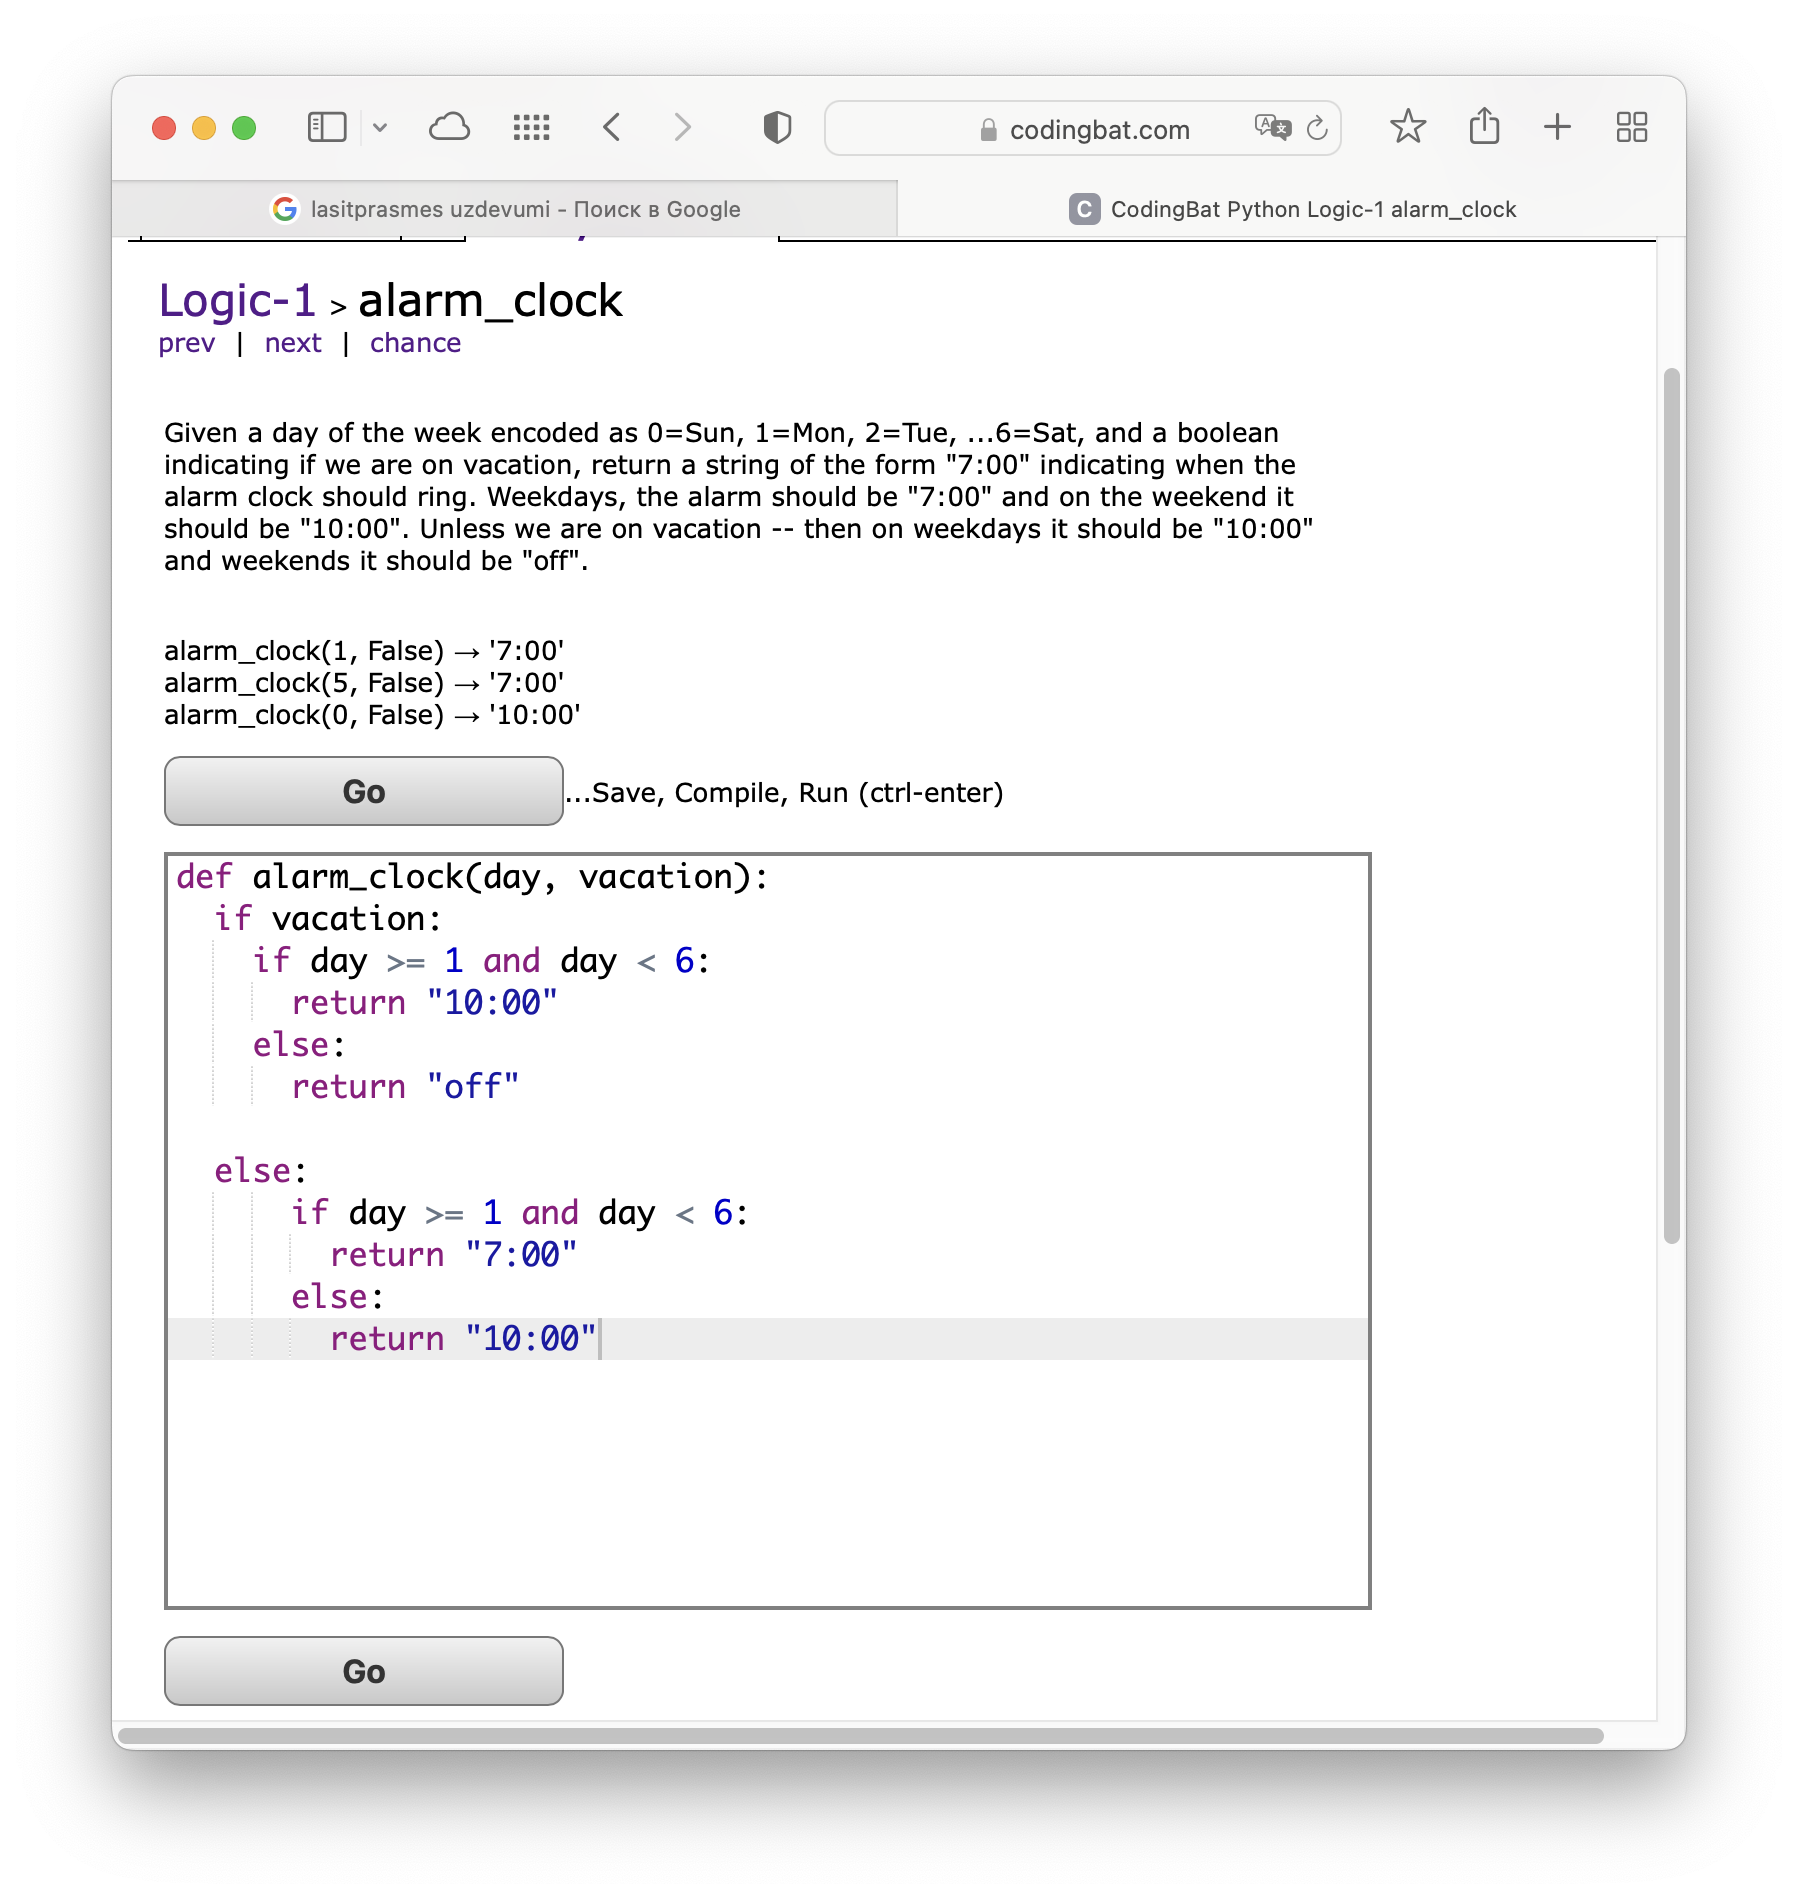 codingbat.com
lasitprasmes uzdevumi - Поиск в Google
C CodingBat Python Logic-1 alarm_clock
Logic-1 > alarm_clock
prev | next | chance
Given a day of the week encoded as 0=Sun, 1=Mon, 2=Tue, ...6=Sat, and a boolean
indicating if we are on vacation, return a string of the form "7:00" indicating when the
alarm clock should ring. Weekdays, the alarm should be "7:00" and on the weekend it
should be "10:00". Unless we are on vacation -- then on weekdays it should be "10:00"
and weekends it should be "off".
alarm_clock(1, False) → '7:00'
alarm_clock(5, False) → '7:00'
alarm_clock(0, False) → '10:00'
Go ...Save, Compile, Run (ctrl-enter)
def alarm_clock(day, vacation):
  if vacation:
    if day >= 1 and day < 6:
      return "10:00"
    else:
      return "off"
  else:
      if day >= 1 and day < 6:
        return "7:00"
      else:
        return "10:00"
Go